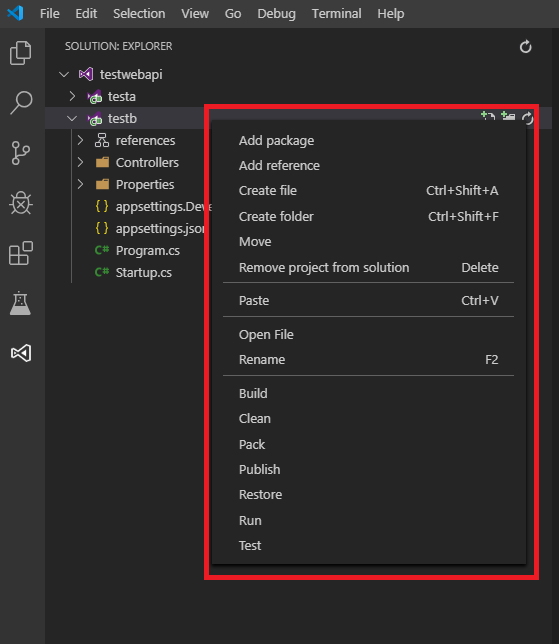 File Edit Selection View Go Debug Terminal Help
SOLUTION: EXPLORER
testwebapi
testa
testb
references
Controllers
Properties
{ } appsettings.Deve
{ } appsettings.json
C# Program.cs
C# Startup.cs
Add package
Add reference
Create file Ctrl+Shift+A
Create folder Ctrl+Shift+F
Move
Remove project from solution Delete
Paste Ctrl+V
Open File
Rename F2
Build
Clean
Pack
Publish
Restore
Run
Test